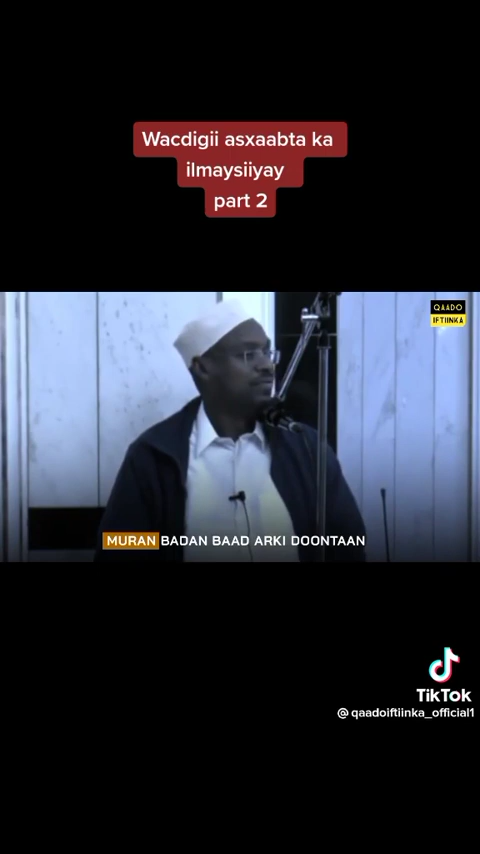 Wacdigii asxaabta ka
ilmaysiiyay
part 2
QAADO
IFTIINKA
MURAN BADAN BAAD ARKI DOONTAAN
TikTok
@qaadoiftiinka_official1